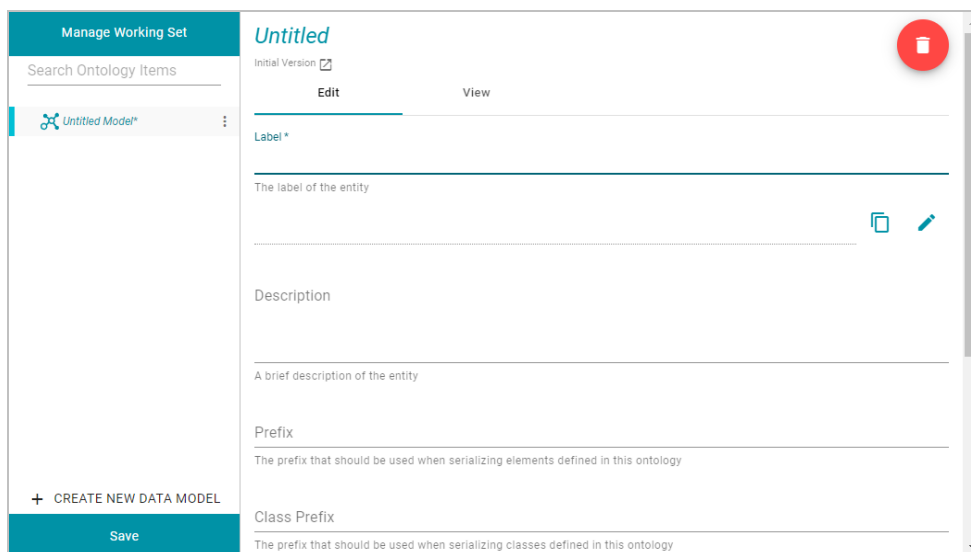 Manage Working Set
Search Ontology Items
Untitled Model*
+ CREATE NEW DATA MODEL
Save
Untitled
Initial Version
Edit View
Label *
The label of the entity
Description
A brief description of the entity
Prefix
The prefix that should be used when serializing elements defined in this ontology
Class Prefix
The prefix that should be used when serializing classes defined in this ontology